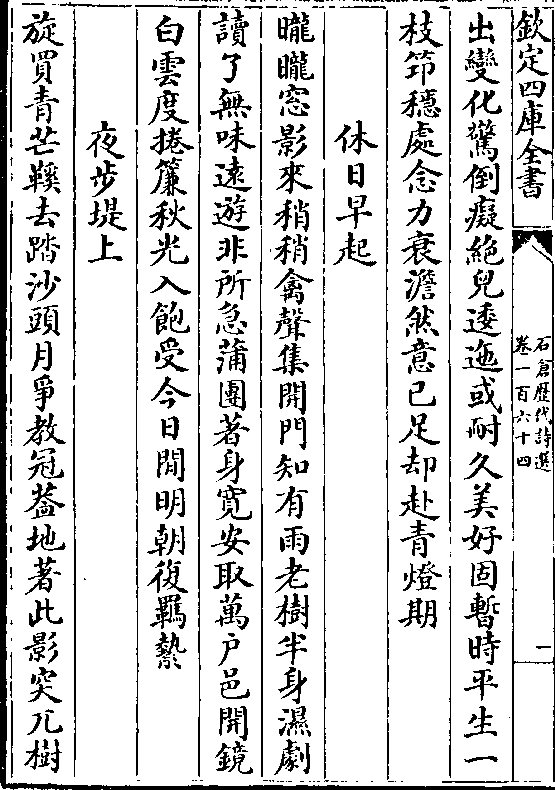 欽定四庫全書
石倉歷代詩選
卷一百六十四
一
出變化驚倒癡絶兒逶迤或耐久美好固暫時平生一
枝笻穩處念力衰澹然意已足却赴青燈期
休日早起
曨曨窓影來稍稍禽聲集開門知有雨老樹半身濕劇
讀了無味遠遊非所急蒲團著身寛安取萬户邑開鏡
白雲度捲簾秋光入飽受今日閒明朝復羈縶
夜步堤上
旋買青芒鞵去踏沙頭月爭教冠蓋地著此影突兀樹